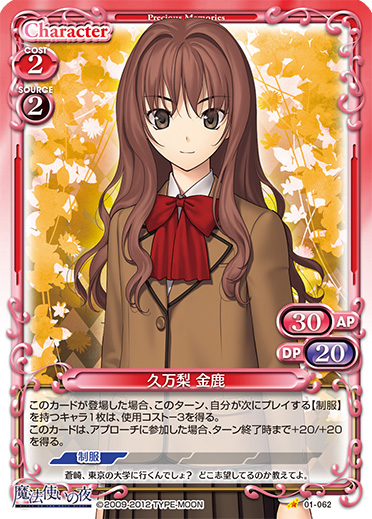 Precious Memories
Character
COST
2
SOURCE
2
30 AP
DP 20
久万梨 金鹿
このカードが登場した場合、このターン、自分が次にプレイする【制服】
を持つキャラ1枚は、使用コスト-3を得る。
このカードは、アプローチに参加した場合、ターン終了時まで+20/+20
を得る。
制服
蒼崎、東京の大学に行くんでしょ? どこ志望してるのか教えてよ。
魔法使いの夜
©2009-2012 TYPE-MOON
01-062